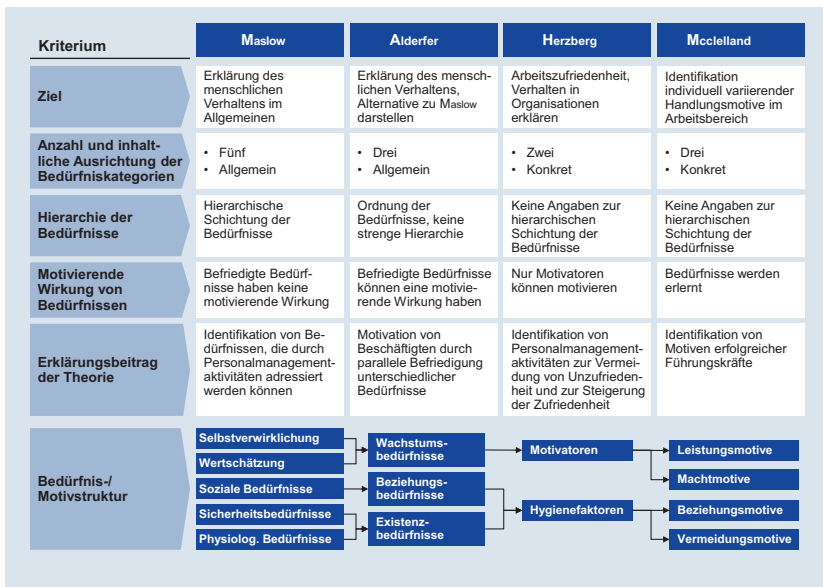 Kriterium
Maslow
Alderfer
Herzberg
Mcclelland
Ziel
Erklärung des
menschlichen
Verhaltens im
Allgemeinen
Erklärung des mensch-
lichen Verhaltens,
Alternative zu Maslow
darstellen
Arbeitszufriedenheit,
Verhalten in
Organisationen
erklären
Identifikation
individuell variierender
Handlungsmotive im
Arbeitsbereich
Anzahl und inhalt-
liche Ausrichtung der
Bedürfniskategorien
• Fünf
• Allgemein
• Drei
• Allgemein
• Zwei
• Konkret
• Drei
• Konkret
Hierarchie der
Bedürfnisse
Hierarchische
Schichtung der
Bedürfnisse
Ordnung der
Bedürfnisse, keine
strenge Hierarchie
Keine Angaben zur
hierarchischen
Schichtung der
Bedürfnisse
Keine Angaben zur
hierarchischen
Schichtung der
Bedürfnisse
Motivierende
Wirkung von
Bedürfnissen
Befriedigte Bedürf-
nisse haben keine
motivierende Wirkung
Befriedigte Bedürfnisse
können eine motivie-
rende Wirkung haben
Nur Motivatoren
können motivieren
Bedürfnisse werden
erlernt
Erklärungsbeitrag
der Theorie
Identifikation von Be-
dürfnissen, die durch
Personalmanagement-
aktivitäten adressiert
werden können
Motivation von
Beschäftigten durch
parallele Befriedigung
unterschiedlicher
Bedürfnisse
Identifikation von
Personalmanagement-
aktivitäten zur Vermei-
dung von Unzufrieden-
heit und zur Steigerung
der Zufriedenheit
Identifikation von
Motiven erfolgreicher
Führungskräfte
Bedürfnis-/
Motivstruktur
Selbstverwirklichung
Wertschätzung
Soziale Bedürfnisse
Sicherheitsbedürfnisse
Physiolog. Bedürfnisse
Wachstums-
bedürfnisse
Beziehungs-
bedürfnisse
Existenz-
bedürfnisse
Motivatoren
Hygienefaktoren
Leistungsmotive
Machtmotive
Beziehungsmotive
Vermeidungsmotive